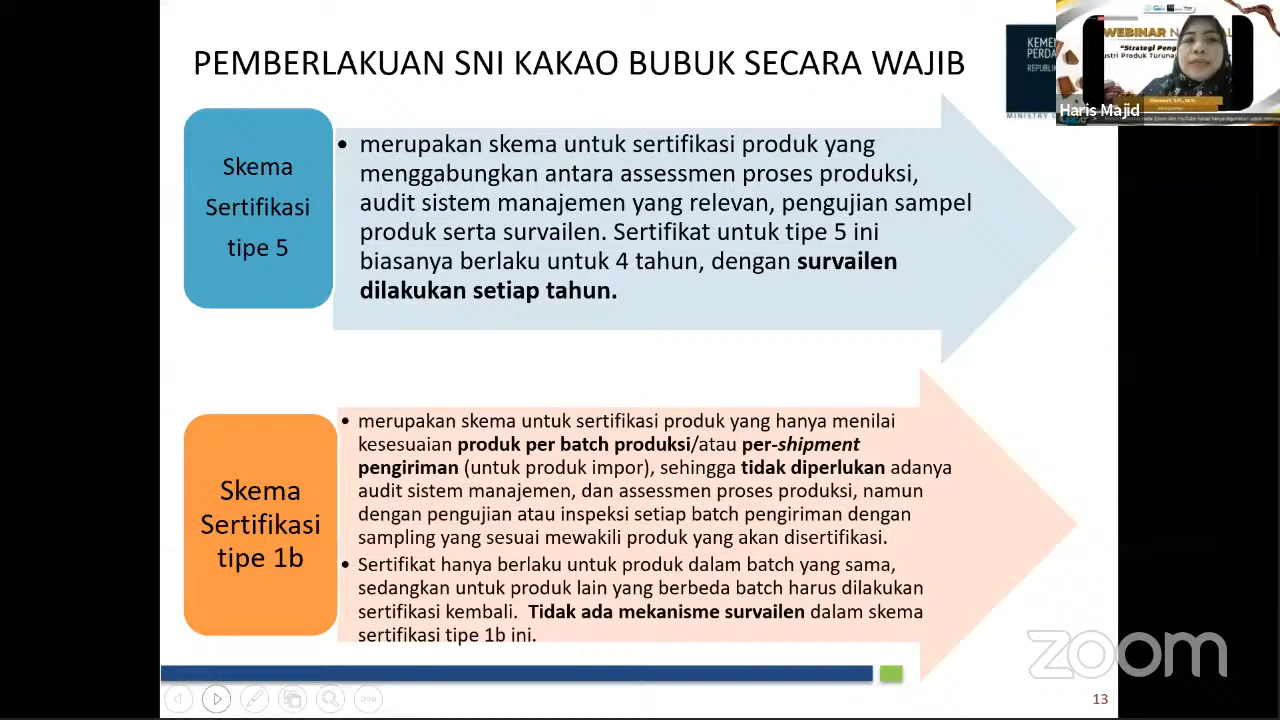 PEMBERLAKUAN SNI KAKAO BUBUK SECARA WAJIB
KEMEN
PERDA
REPUBLIK
MINISTRY O
WEBINAR NA
"Strategi Peng
ustri Produk Turuna
Haris Majid
Skema
Sertifikasi
tipe 5
• merupakan skema untuk sertifikasi produk yang
menggabungkan antara assessmen proses produksi,
audit sistem manajemen yang relevan, pengujian sampel
produk serta survailen. Sertifikat untuk tipe 5 ini
biasanya berlaku untuk 4 tahun, dengan survailen
dilakukan setiap tahun.
Skema
Sertifikasi
tipe 1b
• merupakan skema untuk sertifikasi produk yang hanya menilai
kesesuaian produk per batch produksi/atau per-shipment
pengiriman (untuk produk impor), sehingga tidak diperlukan adanya
audit sistem manajemen, dan assessmen proses produksi, namun
dengan pengujian atau inspeksi setiap batch pengiriman dengan
sampling yang sesuai mewakili produk yang akan disertifikasi.
• Sertifikat hanya berlaku untuk produk dalam batch yang sama,
sedangkan untuk produk lain yang berbeda batch harus dilakukan
sertifikasi kembali. Tidak ada mekanisme survailen dalam skema
sertifikasi tipe 1b ini.
zoom
13